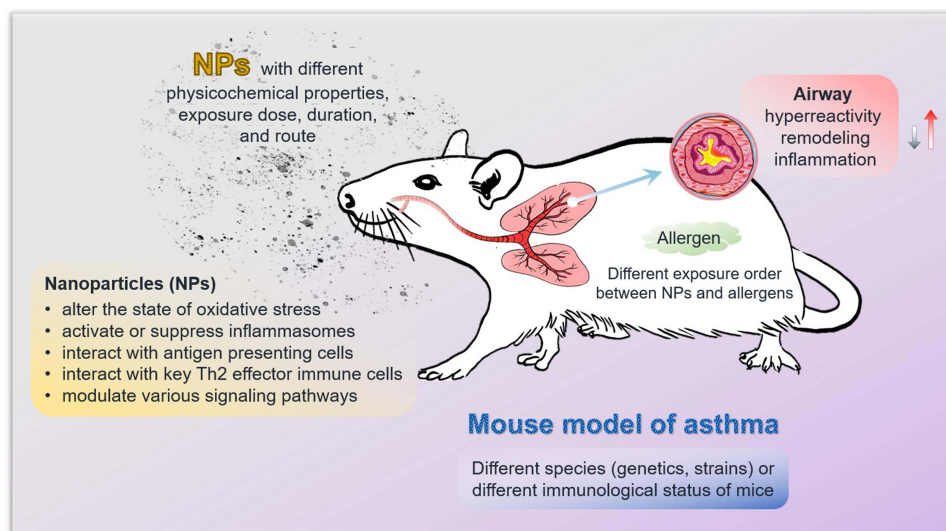 NPs with different
physicochemical properties,
exposure dose, duration,
and route
Airway
hyperreactivity
remodeling
inflammation
Allergen
Different exposure order
between NPs and allergens
Nanoparticles (NPs)
• alter the state of oxidative stress
• activate or suppress inflammasomes
• interact with antigen presenting cells
• interact with key Th2 effector immune cells
• modulate various signaling pathways
Mouse model of asthma
Different species (genetics, strains) or
different immunological status of mice